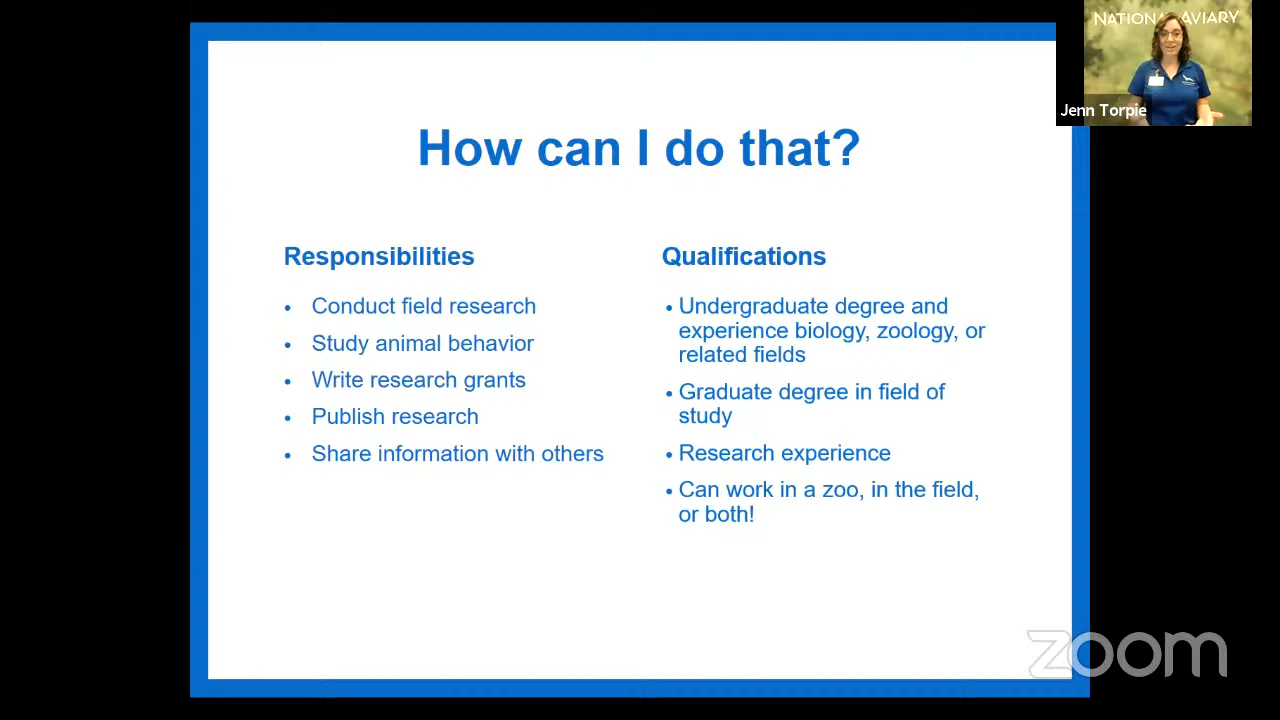 NATIONAL AVIARY
Jenn Torpie
How can I do that?
Responsibilities
• Conduct field research
• Study animal behavior
• Write research grants
• Publish research
• Share information with others
Qualifications
• Undergraduate degree and
experience biology, zoology, or
related fields
• Graduate degree in field of
study
• Research experience
• Can work in a zoo, in the field,
or both!
zoom